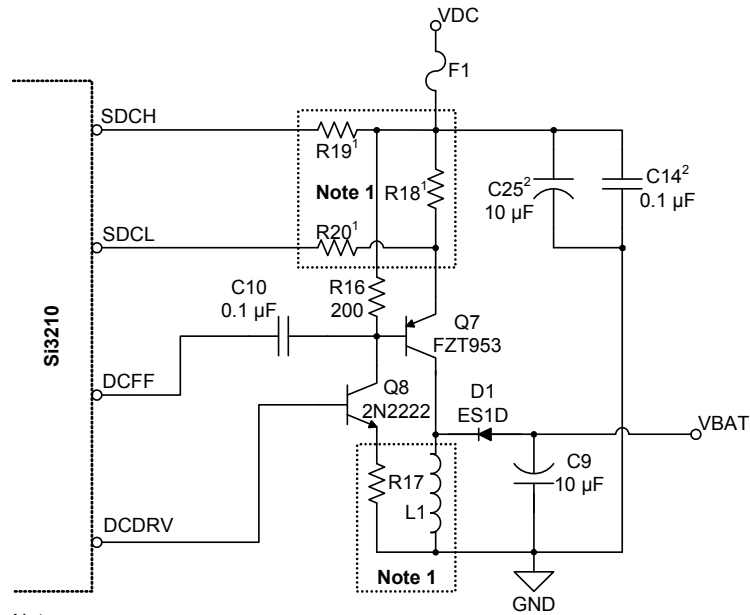 VDC
F1
SDCH
R19¹
Note 1
R18¹
C25²
10 µF
C14²
0.1 µF
SDCL
R20¹
C10
0.1 µF
R16
200
Q7
FZT953
Si3210
DCFF
Q8
2N2222
D1
ES1D
VBAT
C9
10 µF
R17
L1
DCDRV
Note 1
GND